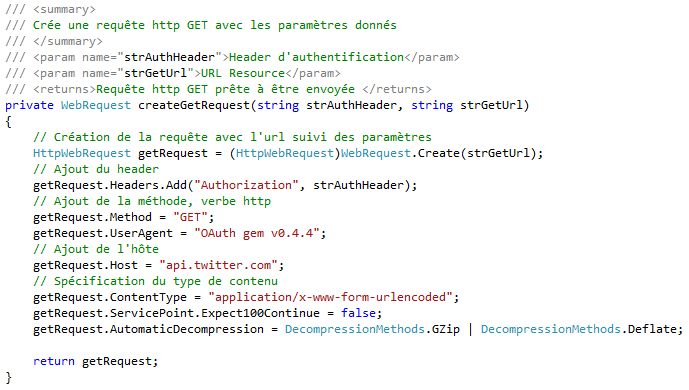 /// <summary>
/// Crée une requête http GET avec les paramètres donnés
/// </summary>
/// <param name="strAuthHeader">Header d'authentification</param>
/// <param name="strGetUrl">URL Resource</param>
/// <returns>Requête http GET prête à être envoyée </returns>
private WebRequest createGetRequest(string strAuthHeader, string strGetUrl)
{
    // Création de la requête avec l'url suivi des paramètres
    HttpWebRequest getRequest = (HttpWebRequest)WebRequest.Create(strGetUrl);
    // Ajout du header
    getRequest.Headers.Add("Authorization", strAuthHeader);
    // Ajout de la méthode, verbe http
    getRequest.Method = "GET";
    getRequest.UserAgent = "OAuth gem v0.4.4";
    // Ajout de l'hôte
    getRequest.Host = "api.twitter.com";
    // Spécification du type de contenu
    getRequest.ContentType = "application/x-www-form-urlencoded";
    getRequest.ServicePoint.Expect100Continue = false;
    getRequest.AutomaticDecompression = DecompressionMethods.GZip | DecompressionMethods.Deflate;

    return getRequest;
}